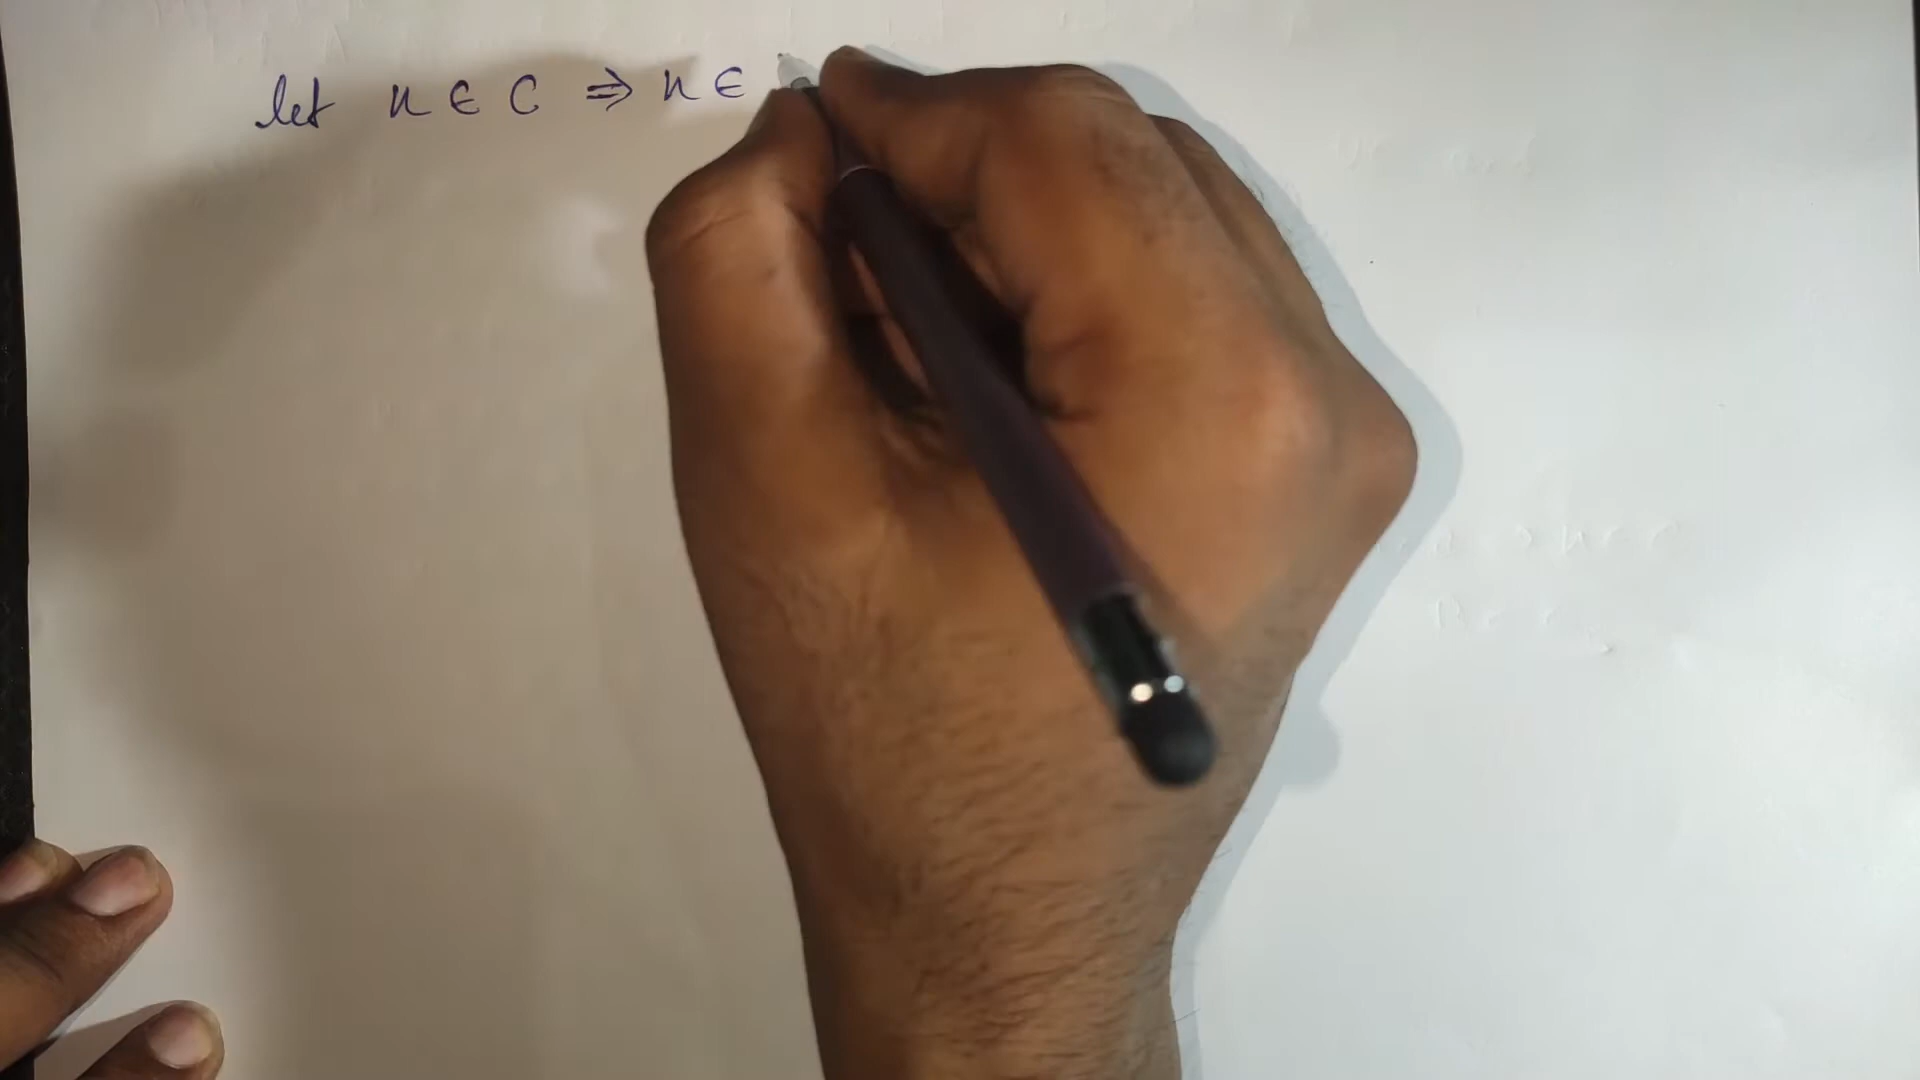 let x ∈ C ⇒ x ∈